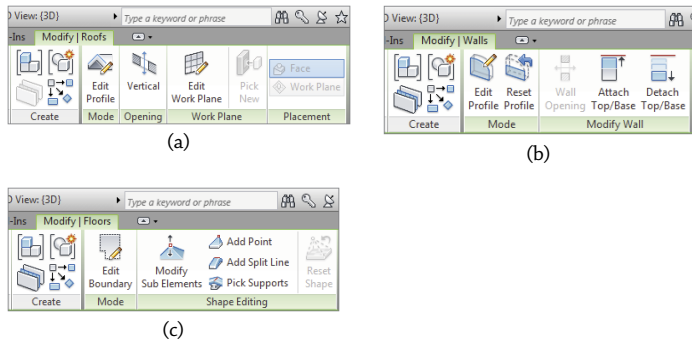 ) View: {3D} Type a keyword or phrase
-Ins Modify | Roofs
Edit Profile
Vertical
Edit Work Plane
Pick New
Face
Work Plane
Create Mode Opening Work Plane Placement
(a)
) View: {3D} Type a keyword or phrase
-Ins Modify | Walls
Edit Profile
Reset Profile
Wall Opening
Attach Top/Base
Detach Top/Base
Create Mode Modify Wall
(b)
) View: {3D} Type a keyword or phrase
-Ins Modify | Floors
Edit Boundary
Modify Sub Elements
Add Point
Add Split Line
Pick Supports
Reset Shape
Create Mode Shape Editing
(c)